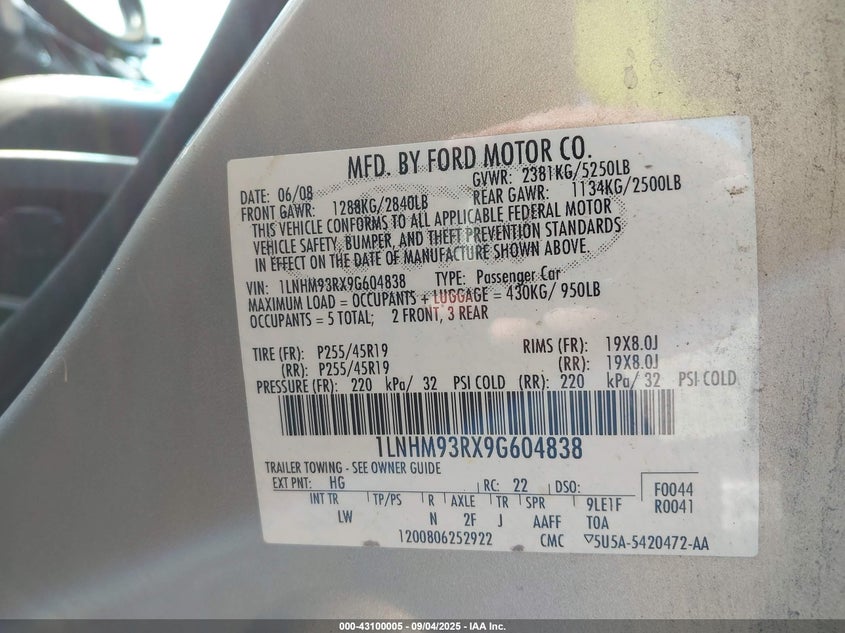 MFD. BY FORD MOTOR CO.
DATE: 06/08 GVWR: 2381KG/5250LB
FRONT GAWR: 1288KG/2840LB REAR GAWR: 1134KG/2500LB
THIS VEHICLE CONFORMS TO ALL APPLICABLE FEDERAL MOTOR
VEHICLE SAFETY, BUMPER, AND THEFT PREVENTION STANDARDS
IN EFFECT ON THE DATE OF MANUFACTURE SHOWN ABOVE.
VIN: 1LNHM93RX9G604838 TYPE: Passenger Car
MAXIMUM LOAD = OCCUPANTS + LUGGAGE = 430KG/ 950LB
OCCUPANTS = 5 TOTAL; 2 FRONT, 3 REAR
TIRE (FR): P255/45R19 RIMS (FR): 19X8.0J
(RR): P255/45R19 (RR): 19X8.0J
PRESSURE (FR): 220 kPa/ 32 PSI COLD (RR): 220 kPa/ 32 PSI COLD
1LNHM93RX9G604838
TRAILER TOWING - SEE OWNER GUIDE
EXT PNT: HG RC: 22 DSO: F0044
INT TR TP/PS R AXLE TR SPR 9LE1F R0041
LW N 2F J AAFF TOA
1200806252922 CMC ▽5U5A-5420472-AA
000-43100005 - 09/04/2025 - IAA Inc.